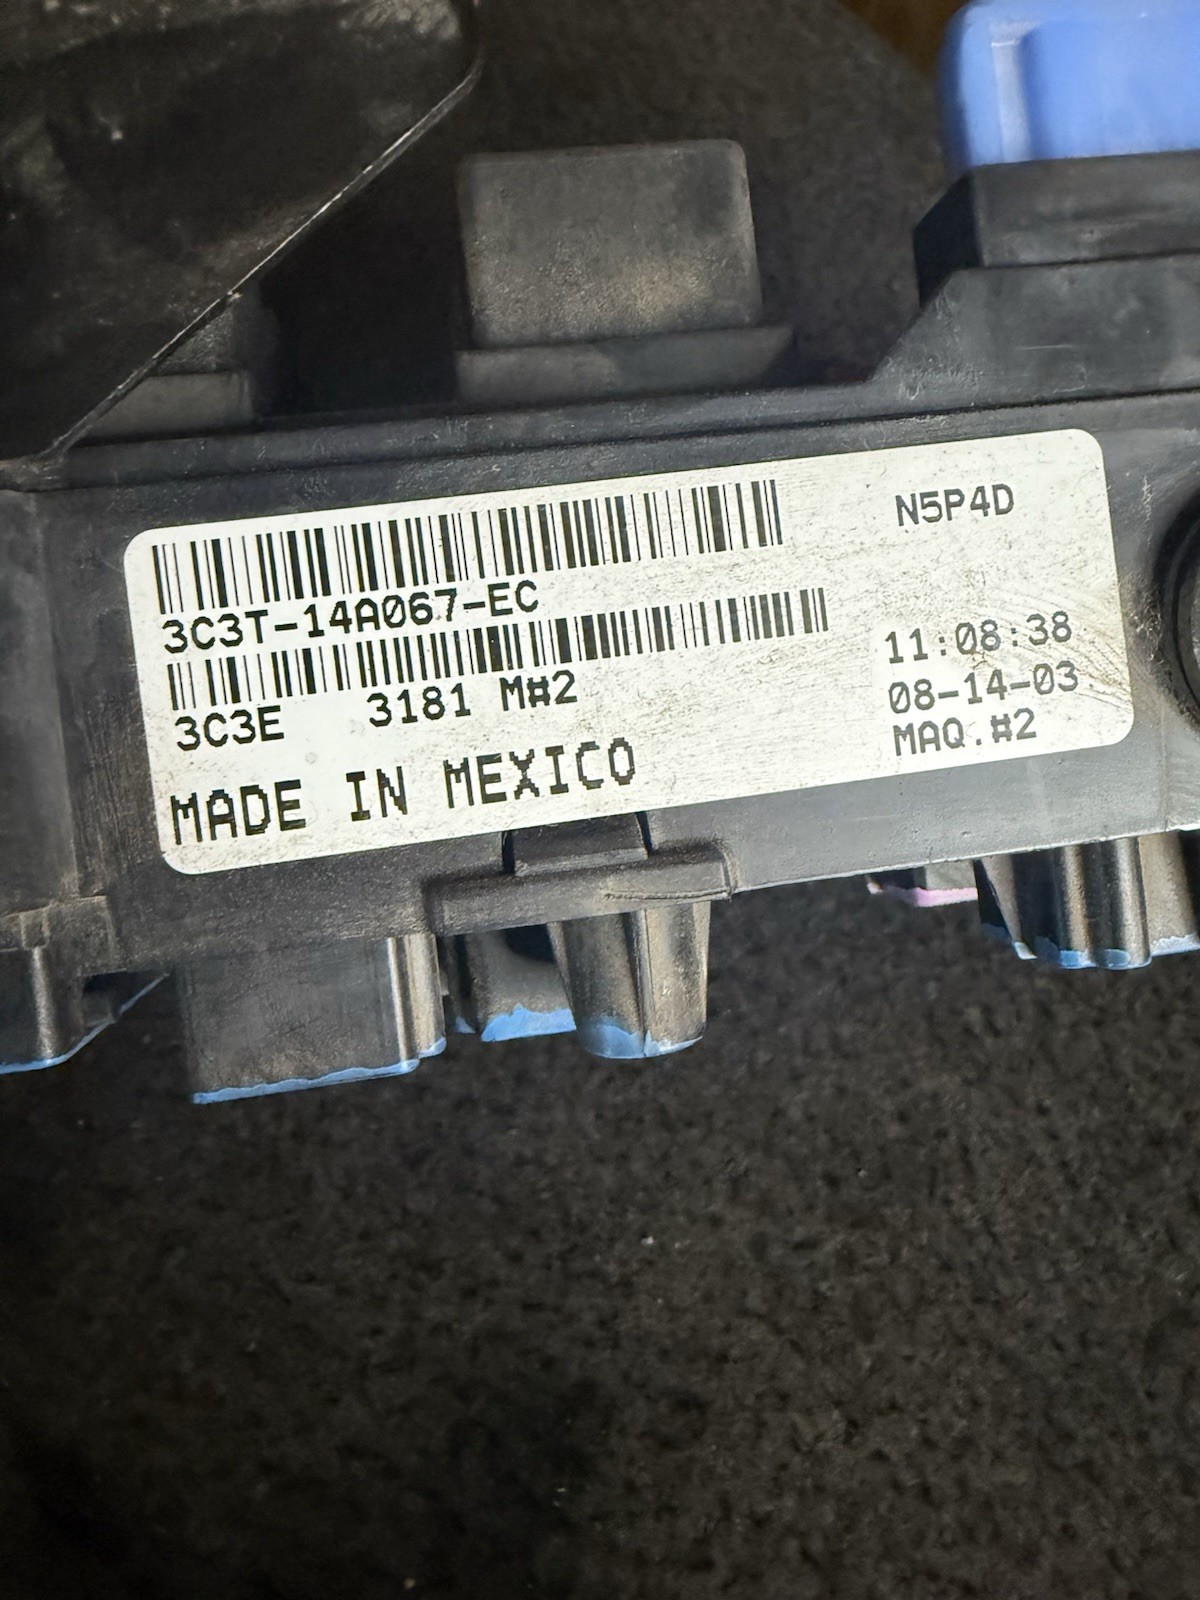 N5P4D
3C3T-14A067-EC
11:08:38
3C3E 3181 M#2
08-14-03
MAQ.#2
MADE IN MEXICO